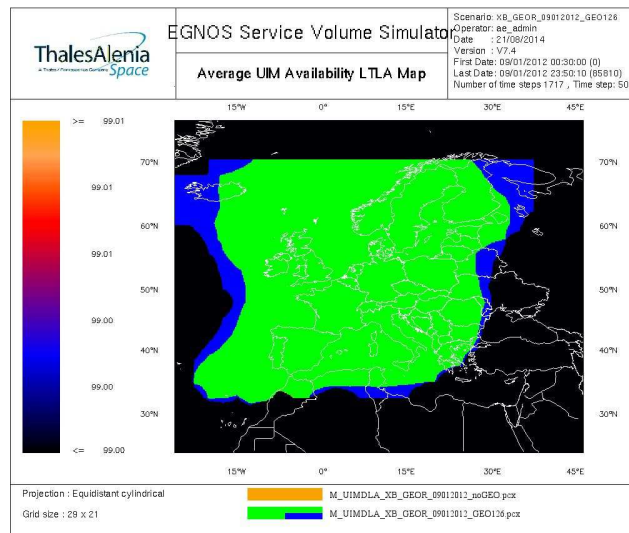 ThalesAlenia
A Thales / Finmeccanica Company Space
EGNOS Service Volume Simulator
Average UIM Availability LTLA Map
Scenario: XB_GEOR_09012012_GEO126
Operator: ae_admin
Date : 21/08/2014
Version : V7.4
First Date: 09/01/2012 00:30:00 (0)
Last Date: 09/01/2012 23:50:10 (85810)
Number of time steps 1717 , Time step: 50
15°W 0°E 15°E 30°E 45°E
>= 99.01
99.01
99.01
99.00
99.00
<= 99.00
70°N 70°N
60°N 60°N
50°N 50°N
40°N 40°N
30°N 30°N
15°W 0°E 15°E 30°E 45°E
Projection : Equidistant cylindrical
Grid size : 29 x 21
M_UIMDLA_XB_GEOR_09012012_noGEO.pcx
M_UIMDLA_XB_GEOR_09012012_GEO126.pcx